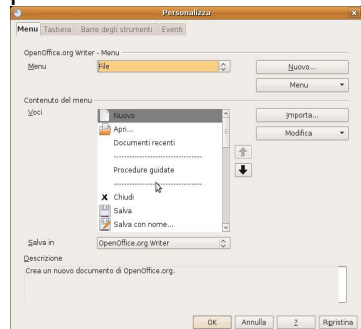 Personalizza
Menu Tastiera Barre degli strumenti Eventi
OpenOffice.org Writer - Menu
Menu File Nuovo...
Menu
Contenuto del menu
Voci Nuovo Importa...
Apri... Modifica
Documenti recenti
----------------------------------
Procedure guidate
----------------------------------
Chiudi
Salva
Salva con nome...
Salva in OpenOffice.org Writer
Descrizione
Crea un nuovo documento di OpenOffice.org.
OK Annulla ? Ripristina